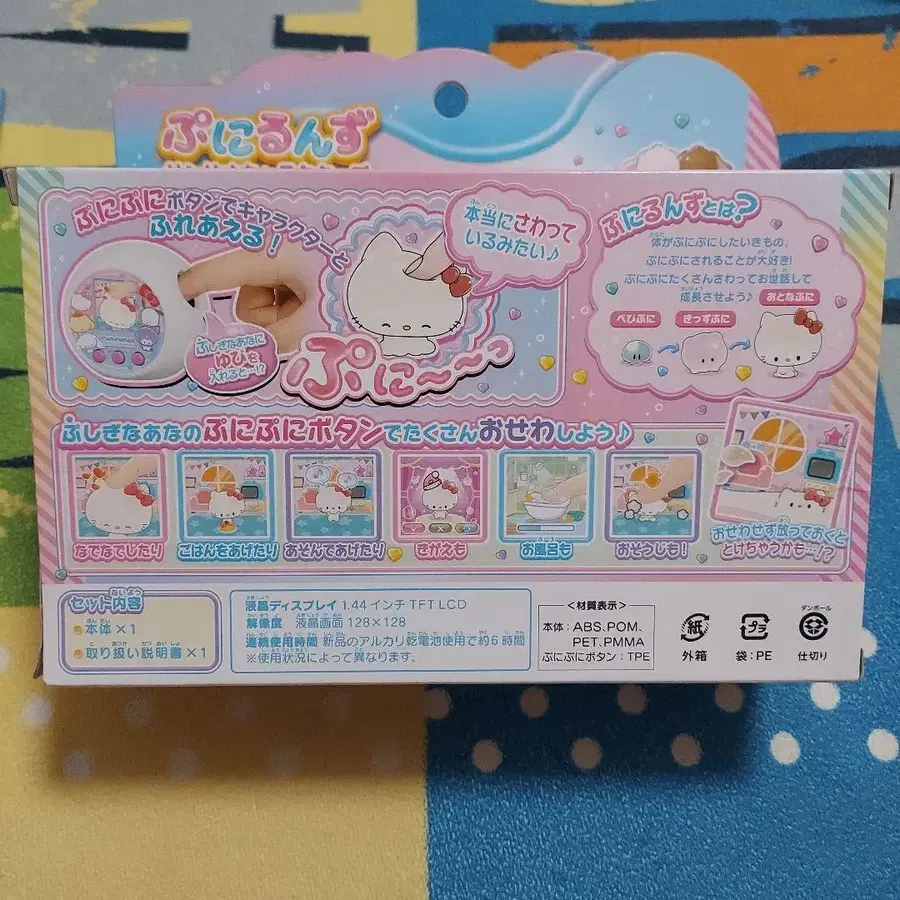 ぷにるんず
ぷにぷにボタンでキャラクターと
ふれあえる！
本当にさわって
いるみたい♪
ふしぎなあなに
ゆびを
入れると…!?
ぷに〜〜〜っ
ぷにるんずとは？
体がぷにぷにしたいきもの。
ぷにぷにされることが大好き!
ぷにぷにたくさんさわってお世話して
成長させよう♪
おとなぷに
べびぷに
きっずぷに
ふしぎなあなのぷにぷにボタンでたくさんおせわしよう♪
なでなでしたり
ごはんをあげたり
あそんであげたり
きがえも
お風呂も
おそうじも！
おせわせず放っておくと
とけちゃうかも…!?
セット内容
本体×1
取り扱い説明書×1
液晶ディスプレイ 1.44 インチ TFT LCD
解像度 液晶画面 128×128
連続使用時間 新品のアルカリ乾電池使用で約6時間
※使用状況によって異なります。
＜材質表示＞
本体：ABS、POM、
PET、PMMA
ぷにぷにボタン：TPE
紙
外箱
プラ
袋：PE
ダンボール
仕切り